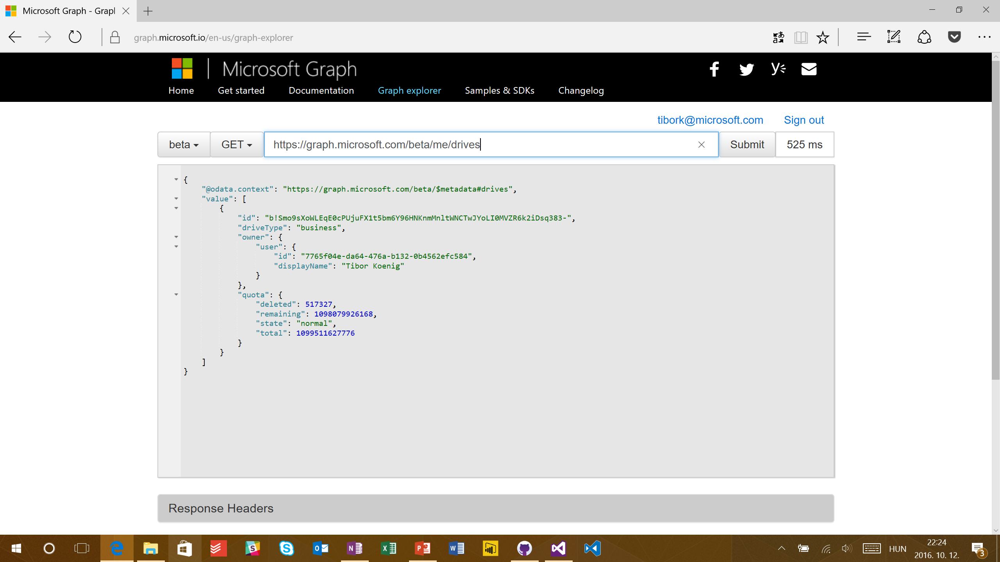 Microsoft Graph - Grapl
graph.microsoft.io/en-us/graph-explorer
Microsoft Graph
Home Get started Documentation Graph explorer Samples & SDKs Changelog
tibork@microsoft.com Sign out
beta GET https://graph.microsoft.com/beta/me/drives Submit 525 ms
{
"@odata.context": "https://graph.microsoft.com/beta/$metadata#drives",
"value": [
{
"id": "b!Smo9sXoWLEqE0cPUjuFX1t5bm6Y96HNKnmMnltWNCTwJYoLI0MVZR6k2iDsq383-",
"driveType": "business",
"owner": {
"user": {
"id": "7765f04e-da64-476a-b132-0b4562efc584",
"displayName": "Tibor Koenig"
}
},
"quota": {
"deleted": 517327,
"remaining": 1098079926168,
"state": "normal",
"total": 1099511627776
}
}
]
}
Response Headers
HUN
22:24
2016. 10. 12.
3